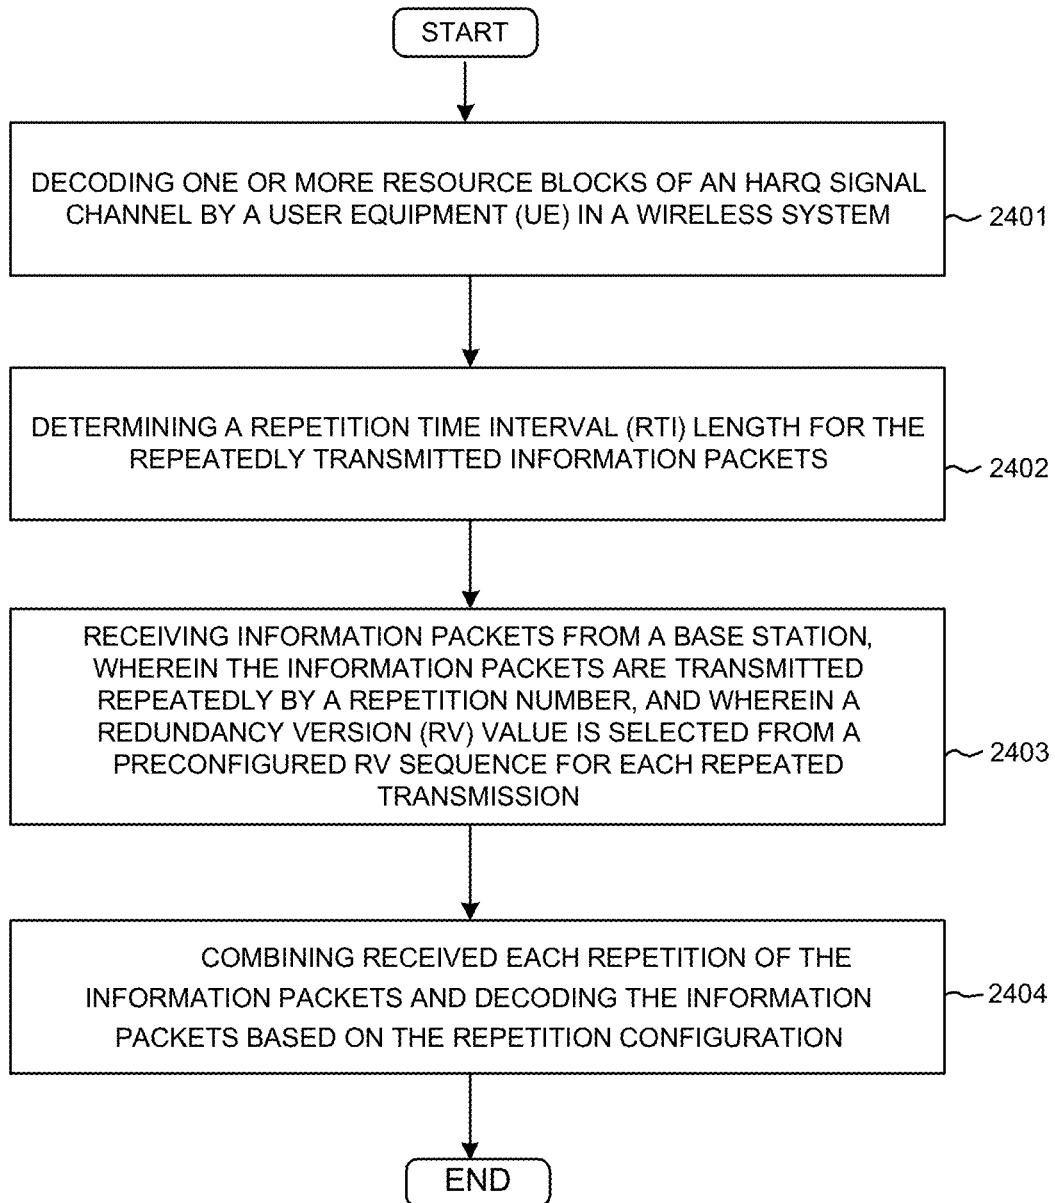 START
DECODING ONE OR MORE RESOURCE BLOCKS OF AN HARQ SIGNAL
CHANNEL BY A USER EQUIPMENT (UE) IN A WIRELESS SYSTEM
2401
DETERMINING A REPETITION TIME INTERVAL (RTI) LENGTH FOR THE
REPEATEDLY TRANSMITTED INFORMATION PACKETS
2402
RECEIVING INFORMATION PACKETS FROM A BASE STATION,
WHEREIN THE INFORMATION PACKETS ARE TRANSMITTED
REPEATEDLY BY A REPETITION NUMBER, AND WHEREIN A
REDUNDANCY VERSION (RV) VALUE IS SELECTED FROM A
PRECONFIGURED RV SEQUENCE FOR EACH REPEATED
TRANSMISSION
2403
COMBINING RECEIVED EACH REPETITION OF THE
INFORMATION PACKETS AND DECODING THE INFORMATION
PACKETS BASED ON THE REPETITION CONFIGURATION
2404
END